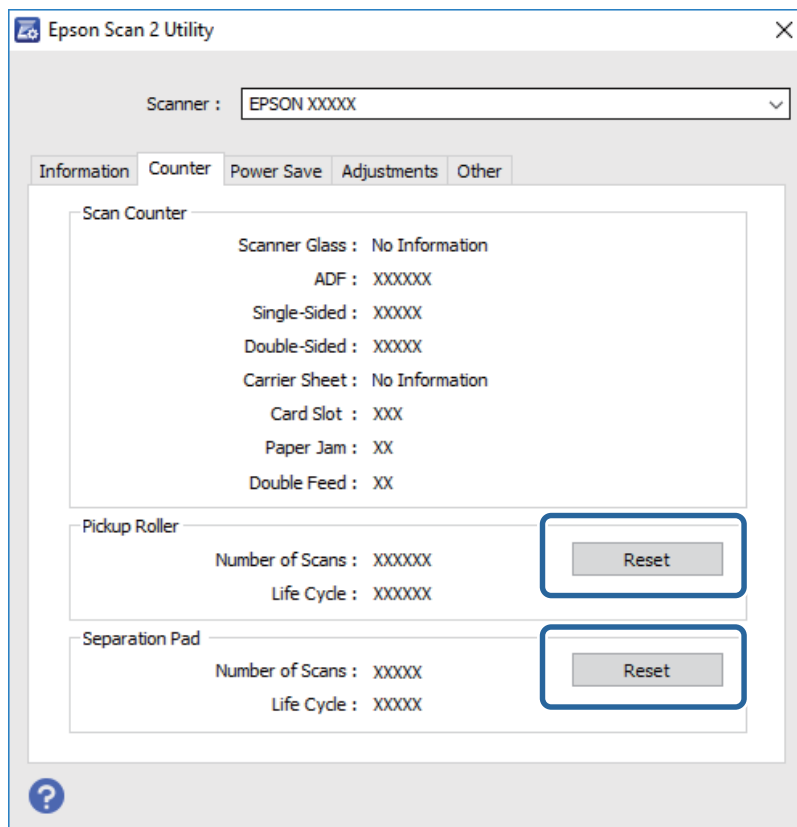 Epson Scan 2 Utility
Scanner : EPSON XXXXX
Information Counter Power Save Adjustments Other
Scan Counter
Scanner Glass : No Information
ADF : XXXXXX
Single-Sided : XXXXX
Double-Sided : XXXXX
Carrier Sheet : No Information
Card Slot : XXX
Paper Jam : XX
Double Feed : XX
Pickup Roller
Number of Scans : XXXXXX Reset
Life Cycle : XXXXXX
Separation Pad
Number of Scans : XXXXX Reset
Life Cycle : XXXXX
?